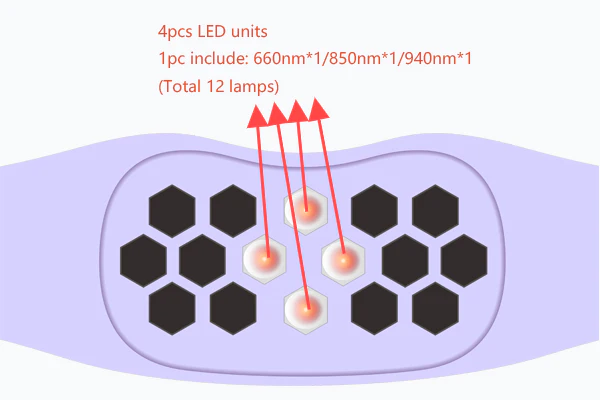 4pcs LED units
1pc include: 660nm*1/850nm*1/940nm*1
(Total 12 lamps)